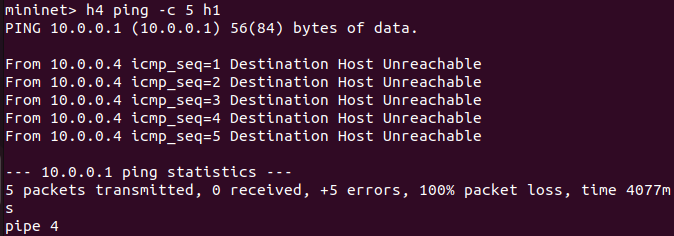 mininet> h4 ping -c 5 h1
PING 10.0.0.1 (10.0.0.1) 56(84) bytes of data.
From 10.0.0.4 icmp_seq=1 Destination Host Unreachable
From 10.0.0.4 icmp_seq=2 Destination Host Unreachable
From 10.0.0.4 icmp_seq=3 Destination Host Unreachable
From 10.0.0.4 icmp_seq=4 Destination Host Unreachable
From 10.0.0.4 icmp_seq=5 Destination Host Unreachable
--- 10.0.0.1 ping statistics ---
5 packets transmitted, 0 received, +5 errors, 100% packet loss, time 4077m
s
pipe 4